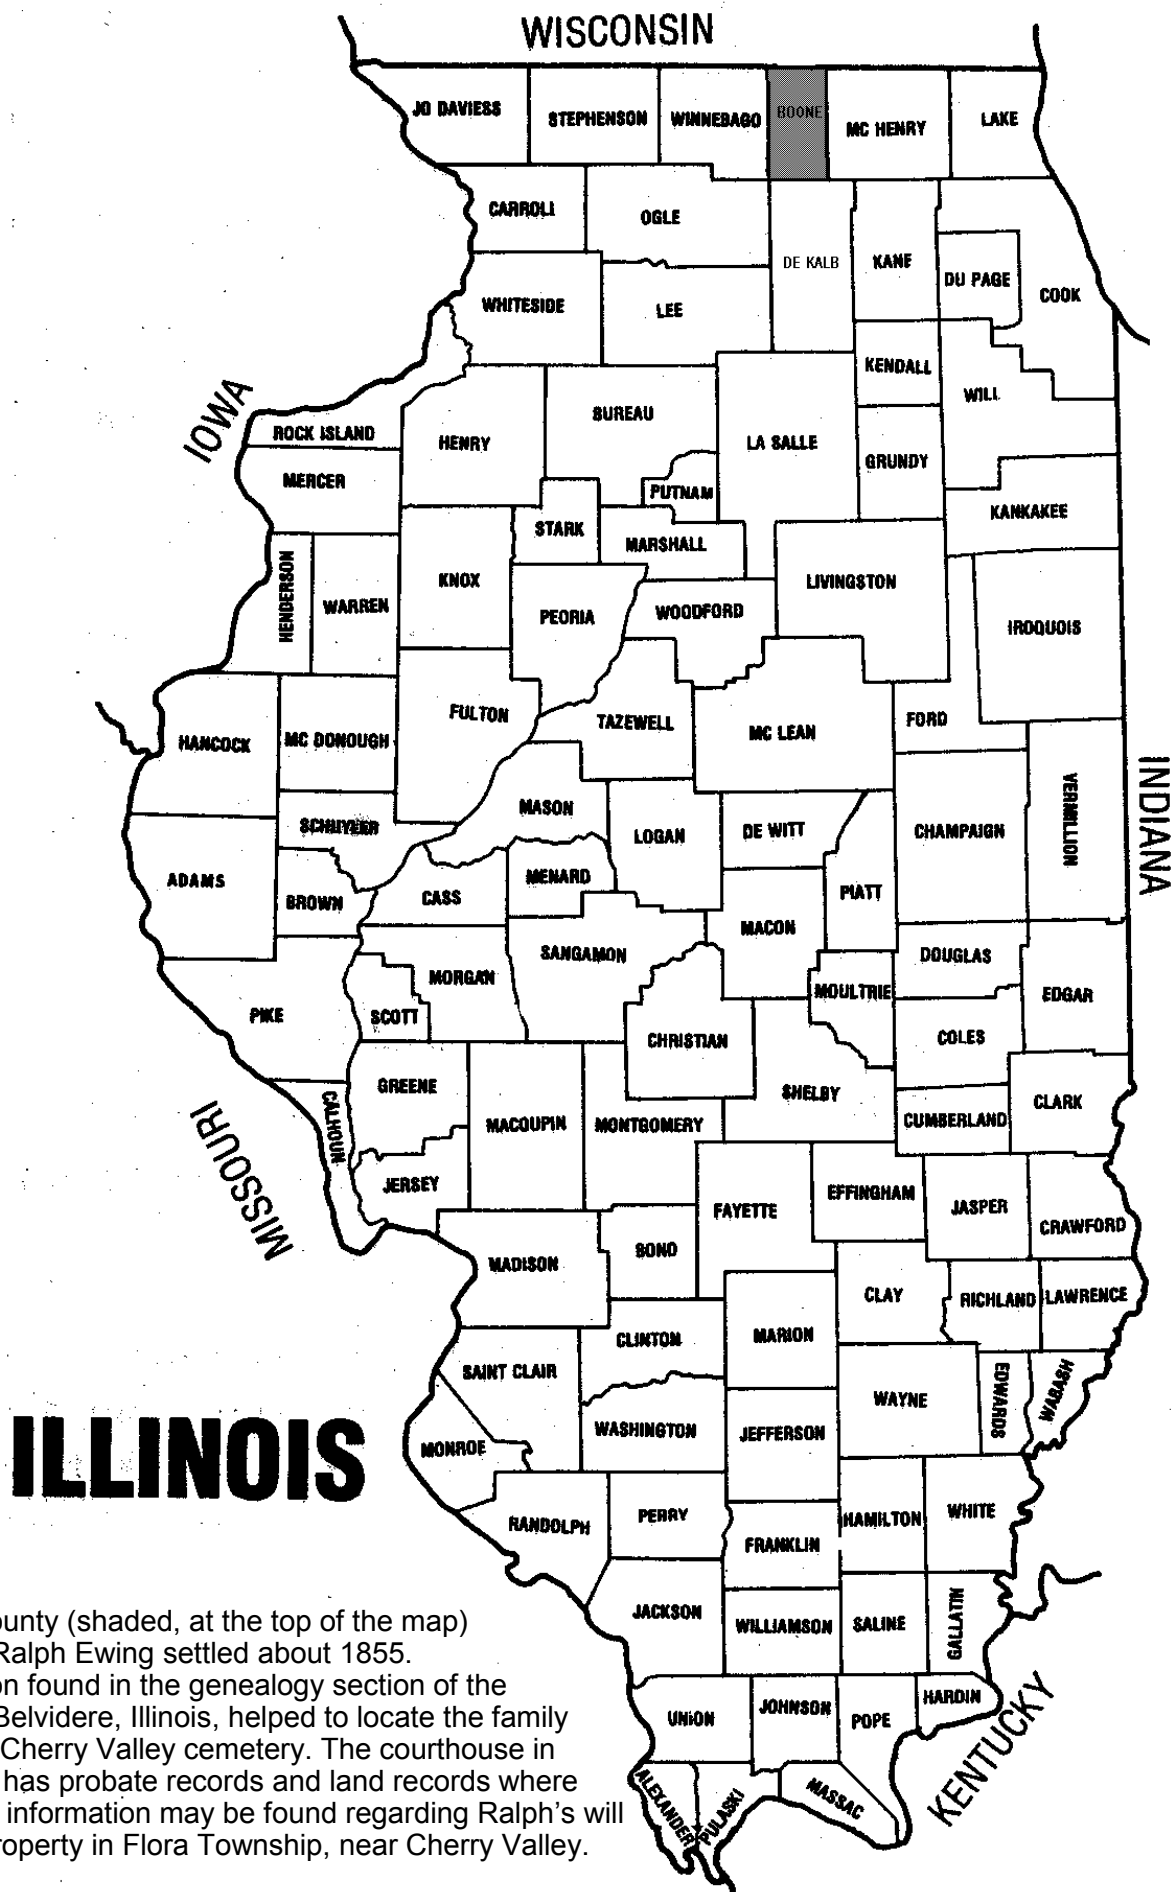 WISCONSIN
JO DAVIESS
STEPHENSON
WINNEBAGO
BOONE
MC HENRY
LAKE
CARROLL
OGLE
DE KALB
KANE
DU PAGE
COOK
WHITESIDE
LEE
KENDALL
WILL
IOWA
ROCK ISLAND
HENRY
BUREAU
LA SALLE
GRUNDY
MERCER
PUTNAM
KANKAKEE
STARK
MARSHALL
HENDERSON
WARREN
KNOX
PEORIA
WOODFORD
LIVINGSTON
IROQUOIS
HANCOCK
MC DONOUGH
FULTON
TAZEWELL
MC LEAN
FORD
VERMILLION
INDIANA
SCHUYLER
MASON
LOGAN
DE WITT
CHAMPAIGN
ADAMS
BROWN
CASS
MENARD
PIATT
MACON
SANGAMON
DOUGLAS
MORGAN
MOULTRIE
EDGAR
PIKE
SCOTT
CHRISTIAN
COLES
GREENE
SHELBY
CALHOUN
MACOUPIN
MONTGOMERY
CUMBERLAND
CLARK
MISSOURI
JERSEY
FAYETTE
EFFINGHAM
JASPER
CRAWFORD
MADISON
BOND
CLAY
RICHLAND
LAWRENCE
CLINTON
MARION
SAINT CLAIR
WAYNE
EDWARDS
WABASH
ILLINOIS
MONROE
WASHINGTON
JEFFERSON
RANDOLPH
PERRY
FRANKLIN
HAMILTON
WHITE
JACKSON
WILLIAMSON
SALINE
GALLATIN
UNION
JOHNSON
POPE
HARDIN
KENTUCKY
ALEXANDER
PULASKI
MASSAC
ounty (shaded, at the top of the map)
Ralph Ewing settled about 1855.
on found in the genealogy section of the
Belvidere, Illinois, helped to locate the family
Cherry Valley cemetery. The courthouse in
has probate records and land records where
information may be found regarding Ralph's will
roperty in Flora Township, near Cherry Valley.